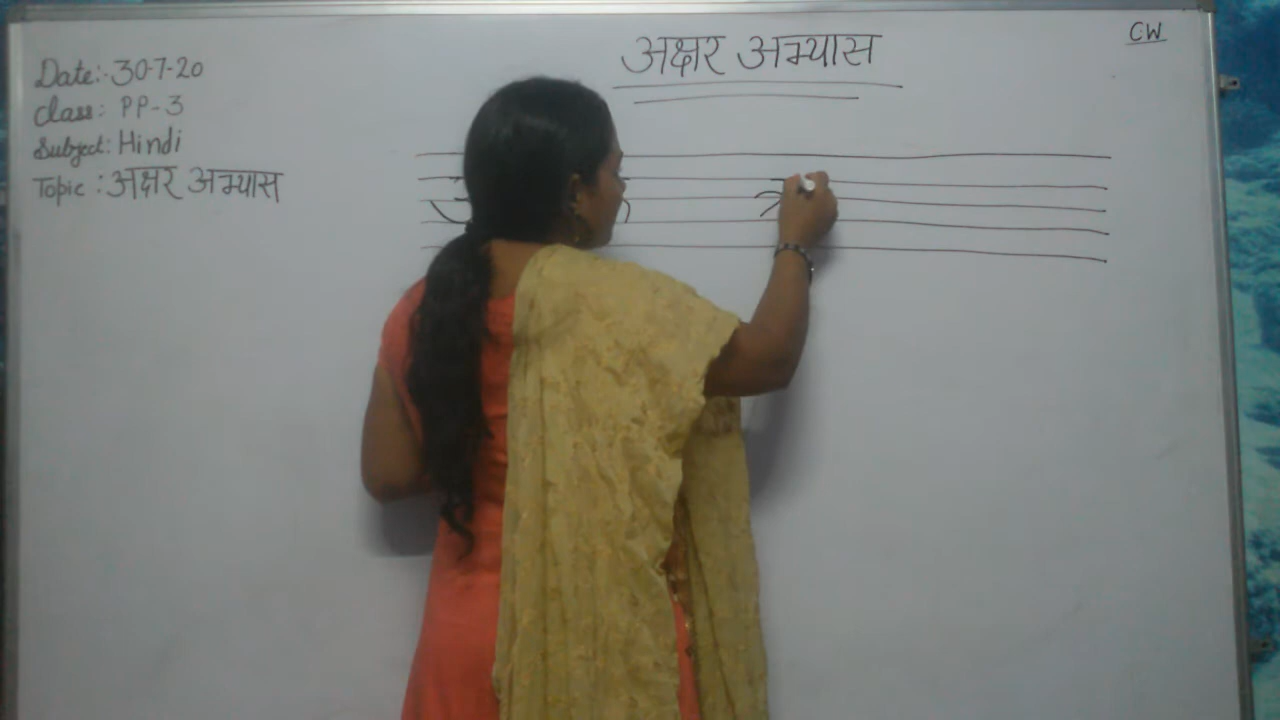 CW
अक्षर अभ्यास
Date: 30-7-20
Class: PP-3
Subject: Hindi
Topic: अक्षर अभ्यास